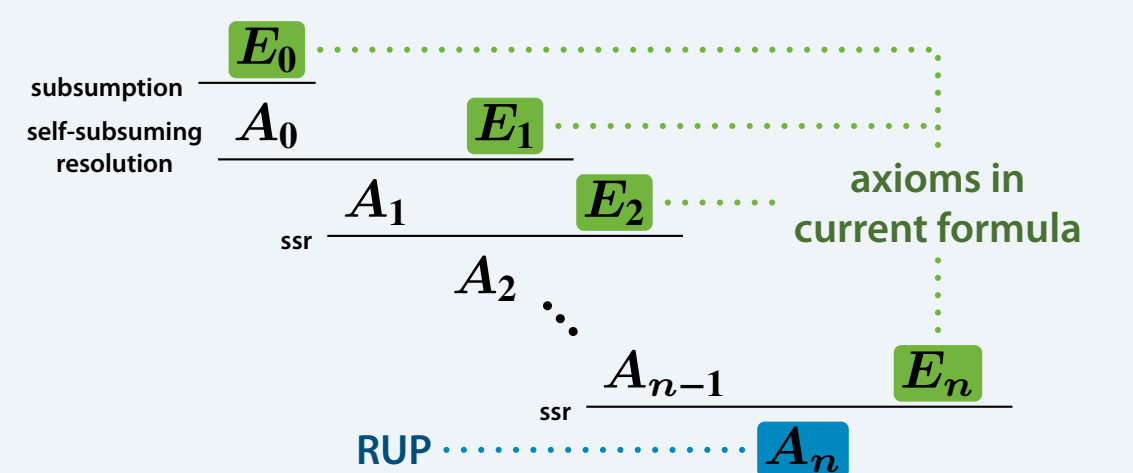 E₀
subsumption
A₀ E₁
self-subsuming
resolution
axioms in
current formula
A₁ E₂
ssr
A₂
Aₙ₋₁ Eₙ
ssr
RUP Aₙ